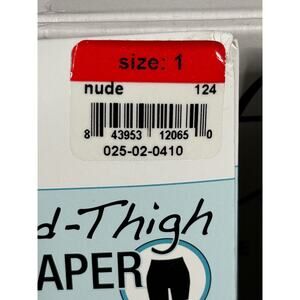 size: 1
nude 124
8 43953 12065 0
025-02-0410
d-Thigh
APER